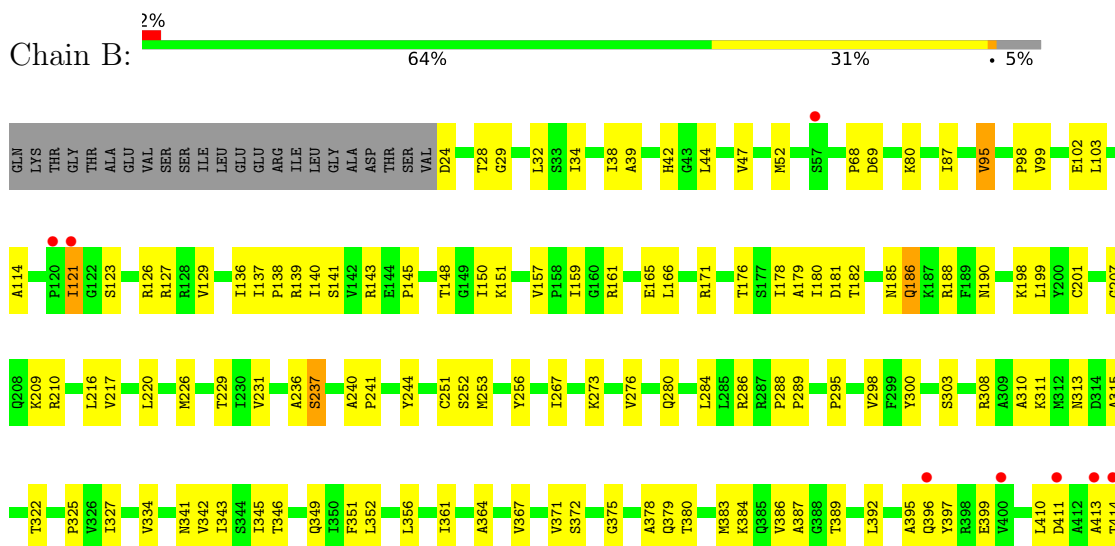 2%
Chain B:
64% 31% • 5%
GLN LYS THR GLY THR ALA GLU VAL SER SER ILE LEU GLU GLU ARG ILE LEU GLY ALA ASP THR SER VAL D24 T28 G29 L32 S33 I34 I38 A39 H42 G43 L44 V47 M52 S57 P68 D69 K80 I87 V95 P98 V99 E102 L103
A114 P120 I121 G122 S123 R126 R127 R128 V129 I136 I137 P138 R139 I140 S141 V142 R143 E144 P145 T148 G149 I150 K151 V157 P158 I159 G160 R161 E165 L166 R171 T176 S177 I178 A179 I180 D181 T182 N185 Q186 K187 R188 F189 N190 K198 L199 Y200 C201
Q208 K209 R210 L216 V217 L220 M226 T229 I230 V231 A236 S237 A240 P241 Y244 C251 S252 M253 Y256 I267 K273 V276 Q280 L284 L285 R286 R287 P288 P289 P295 V298 F299 Y300 S303 R308 A309 A310 K311 M312 N313 D314 A315
T322 P325 V326 I327 V334 N341 V342 I343 S344 I345 T346 Q349 I350 F351 L352 L356 I361 A364 V367 V371 S372 G375 A378 Q379 T380 M383 K384 Q385 V386 A387 G388 T389 L392 A395 Q396 Y397 R398 E399 V400 L410 D411 A412 A413